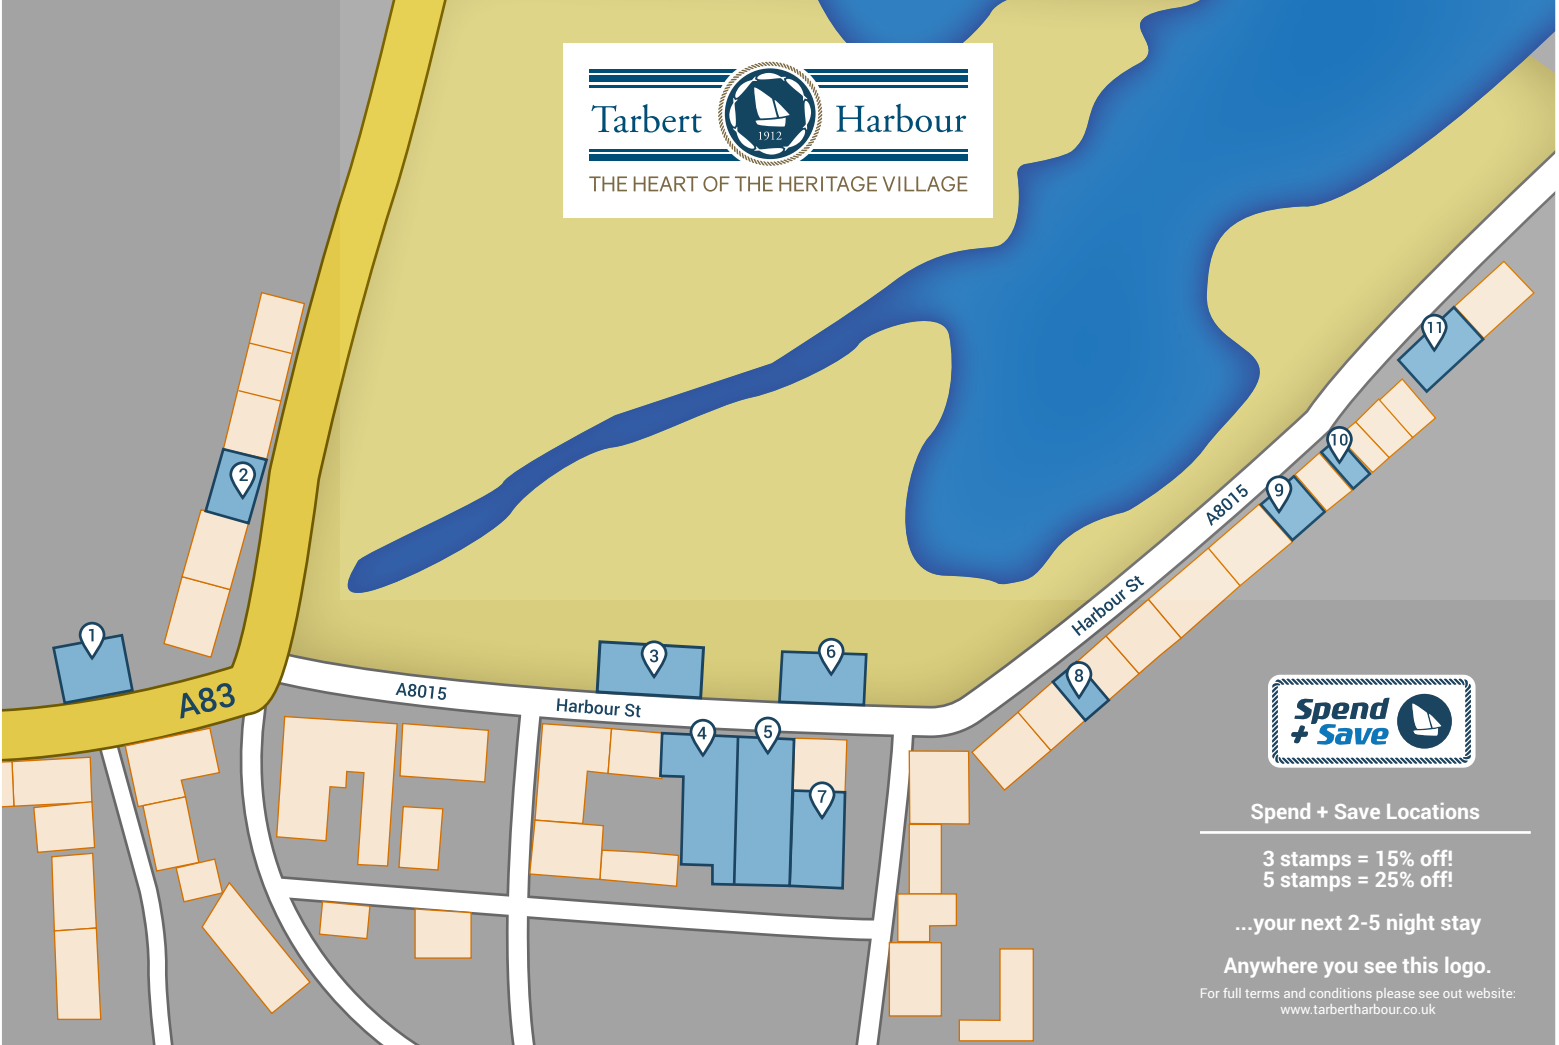 Tarbert Harbour
1912
THE HEART OF THE HERITAGE VILLAGE
11
10
9
2
A8015
Harbour St
1
3
6
8
A83
A8015
Harbour St
4
5
7
Spend
+ Save
Spend + Save Locations
3 stamps = 15% off!
5 stamps = 25% off!
...your next 2-5 night stay
Anywhere you see this logo.
For full terms and conditions please see out website:
www.tarbertharbour.co.uk